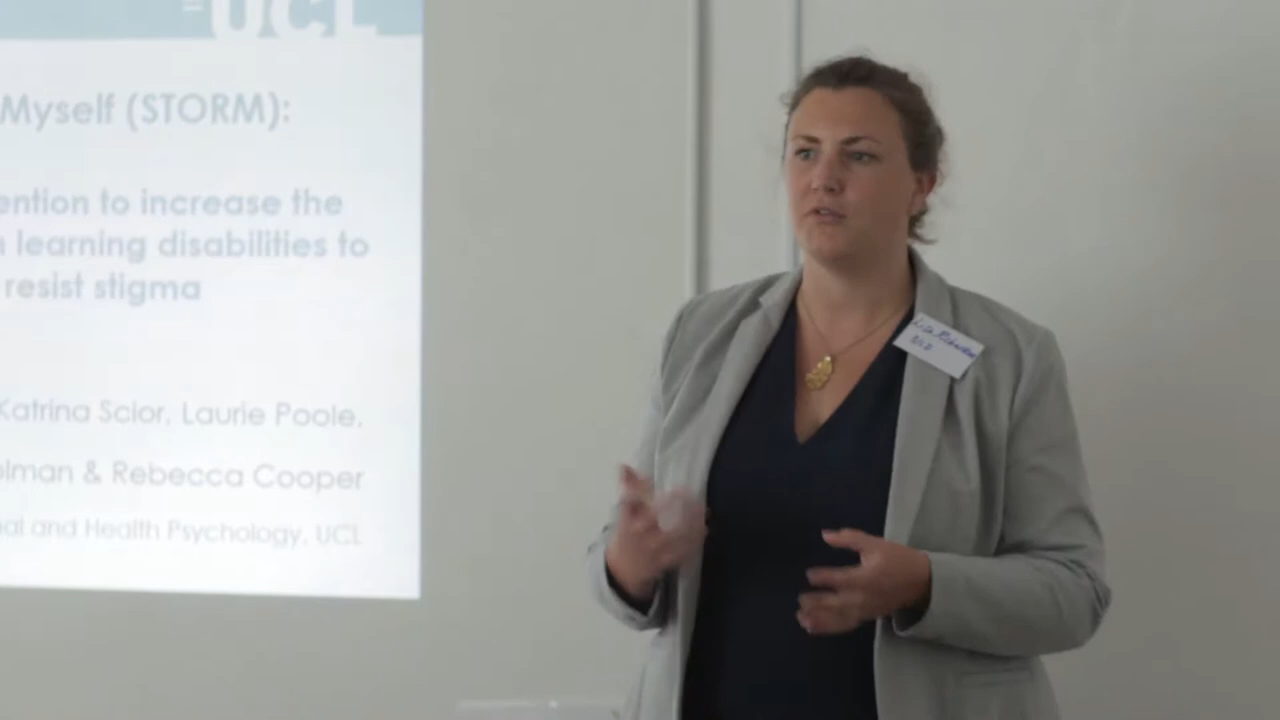 UCL
Myself (STORM):
ention to increase the
learning disabilities to
resist stigma
Katrina Scior, Laurie Poole,
olman & Rebecca Cooper
al and Health Psychology, UCL